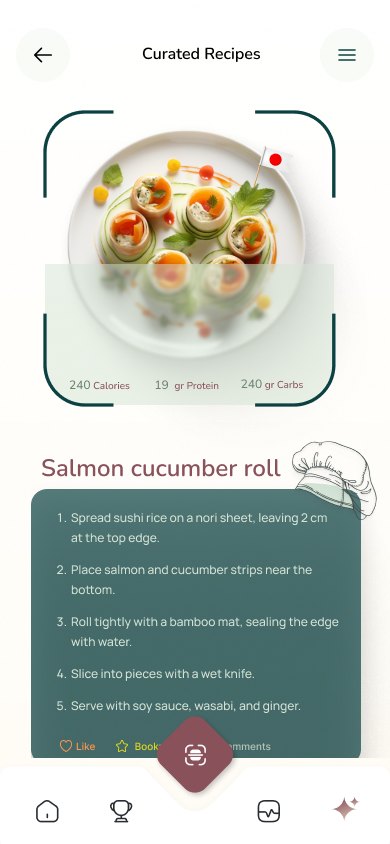 Curated Recipes
240 Calories 19 gr Protein 240 gr Carbs
Salmon cucumber roll
1. Spread sushi rice on a nori sheet, leaving 2 cm
at the top edge.
2. Place salmon and cucumber strips near the
bottom.
3. Roll tightly with a bamboo mat, sealing the edge
with water.
4. Slice into pieces with a wet knife.
5. Serve with soy sauce, wasabi, and ginger.
Like